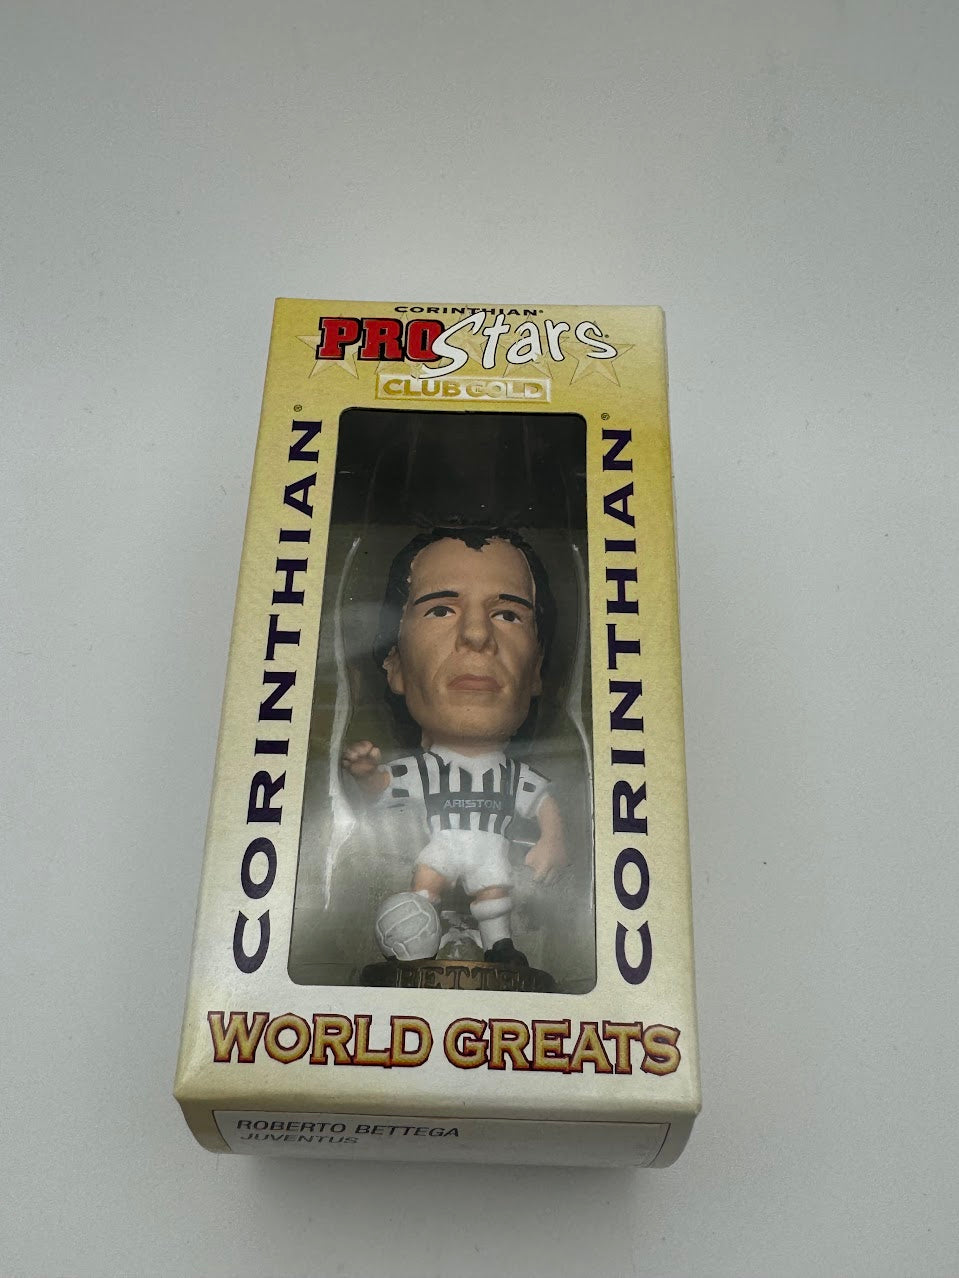 CORINTHIAN®
PROStars®
CLUB GOLD
CORINTHIAN®
CORINTHIAN®
ARISTON
WORLD GREATS
ROBERTO BETTEGA
JUVENTUS